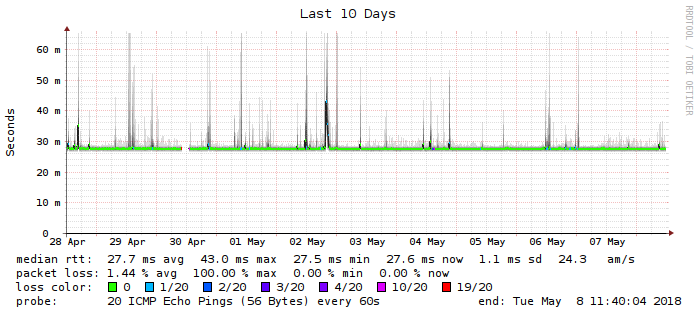 Last 10 Days
RRDTOOL / TOBI OETIKER
Seconds
60 m
50 m
40 m
30 m
20 m
10 m
0
28 Apr 29 Apr 30 Apr 01 May 02 May 03 May 04 May 05 May 06 May 07 May
median rtt: 27.7 ms avg 43.0 ms max 27.5 ms min 27.6 ms now 1.1 ms sd 24.3 am/s
packet loss: 1.44 % avg 100.00 % max 0.00 % min 0.00 % now
loss color: 0 1/20 2/20 3/20 4/20 10/20 19/20
probe: 20 ICMP Echo Pings (56 Bytes) every 60s end: Tue May 8 11:40:04 2018